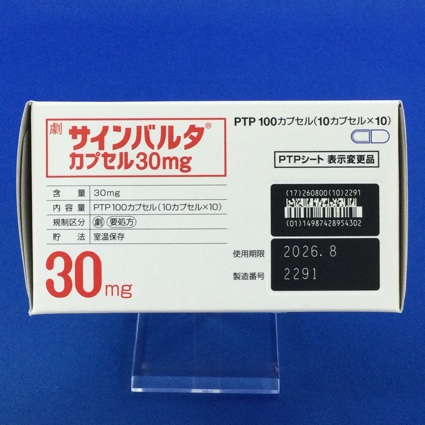 劇 サインバルタ®
カプセル30mg
PTP 100カプセル(10カプセル×10)
PTPシート 表示変更品
含 量 30mg
内 容 量 PTP 100カプセル(10カプセル×10)
規制区分 劇 要処方
貯 法 室温保存
30mg
(17)260800(10)2291
(01)14987428954302
使用期限 2026.8
製造番号 2291